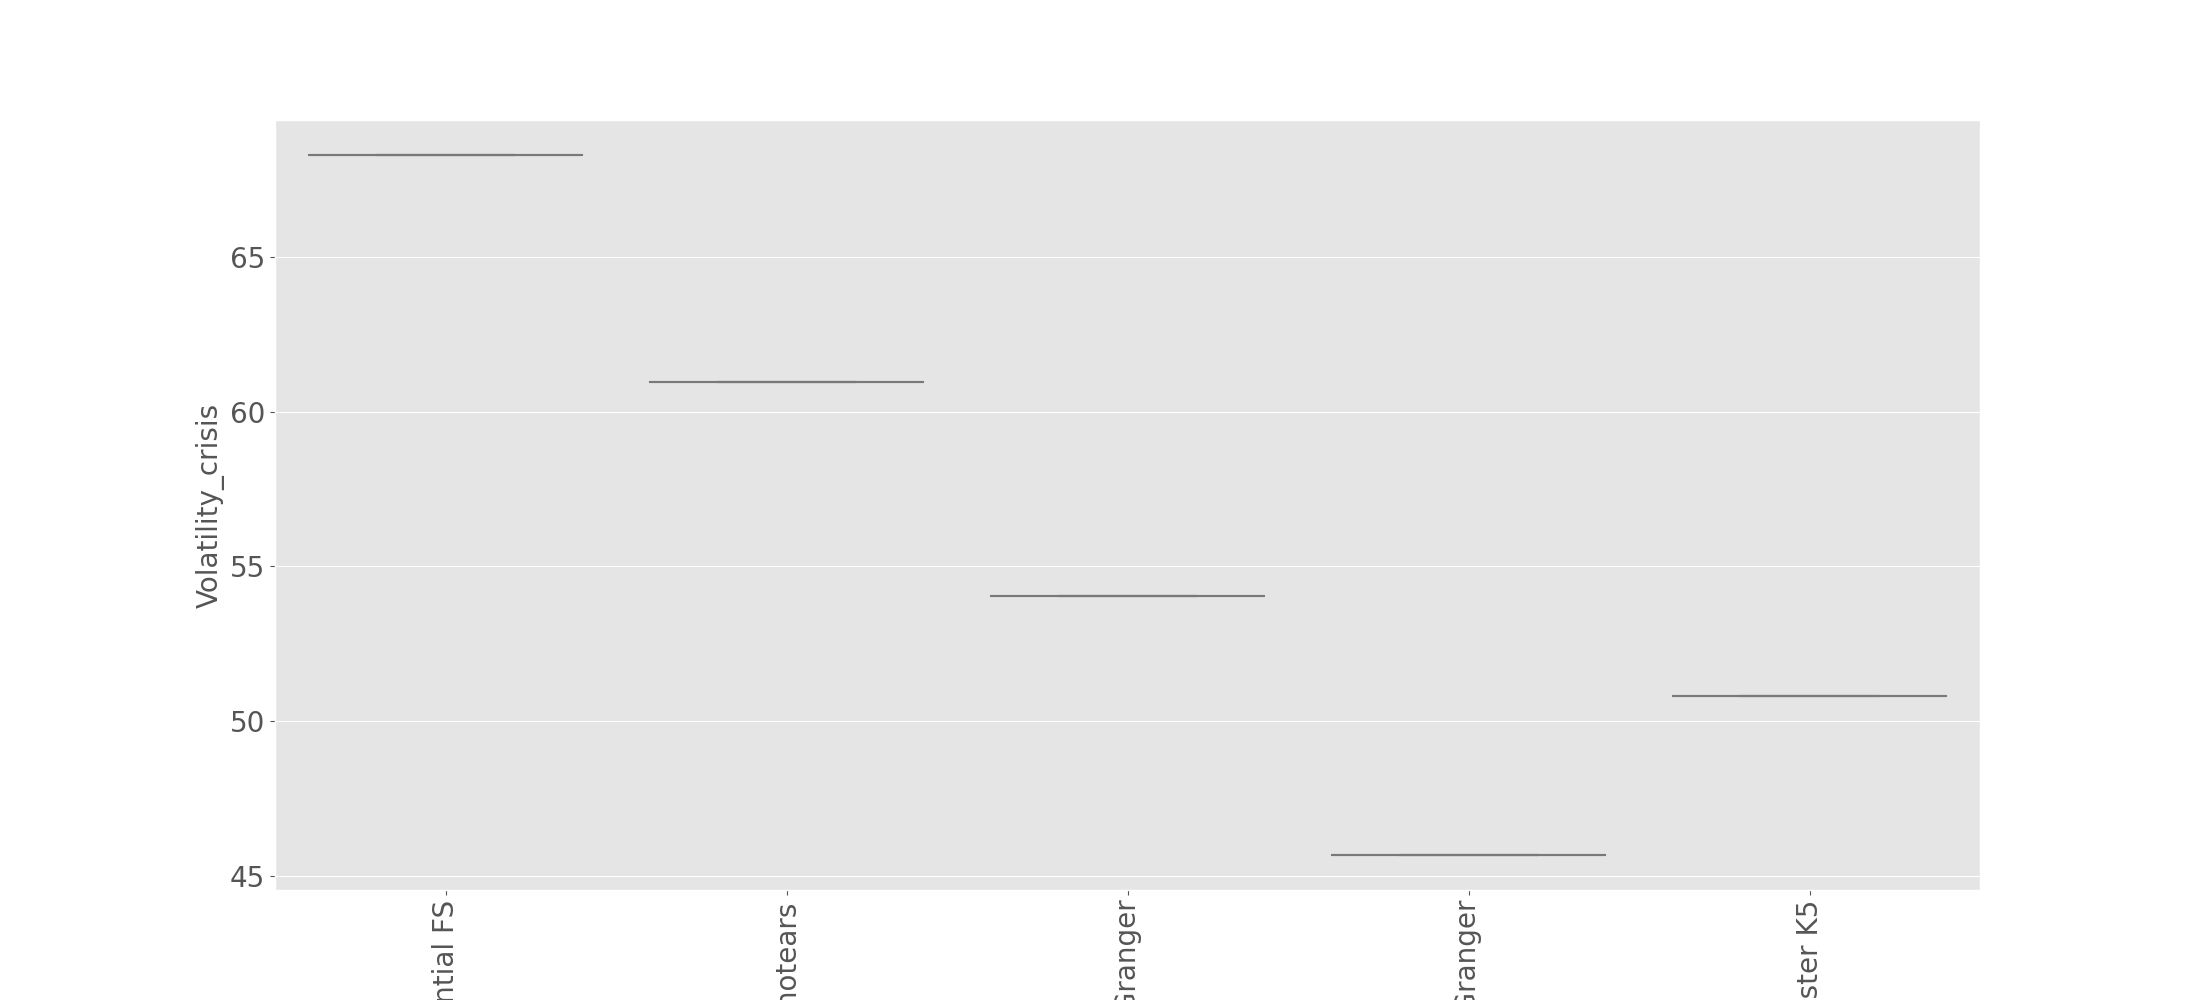 Volatility_crisis
65
60
55
50
45
ntial FS
notears
Granger
Granger
ster K5